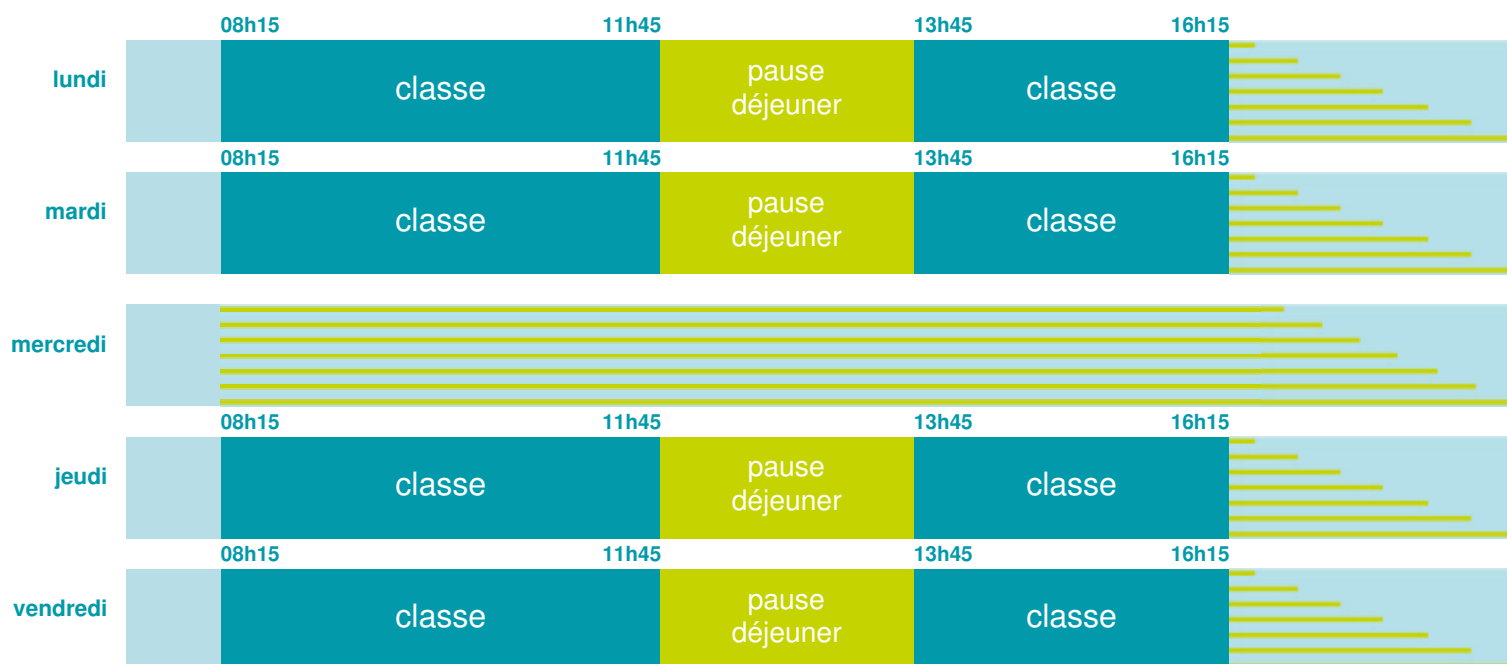 08h15 11h45 13h45 16h15
lundi classe pause déjeuner classe
08h15 11h45 13h45 16h15
mardi classe pause déjeuner classe
mercredi
08h15 11h45 13h45 16h15
jeudi classe pause déjeuner classe
08h15 11h45 13h45 16h15
vendredi classe pause déjeuner classe